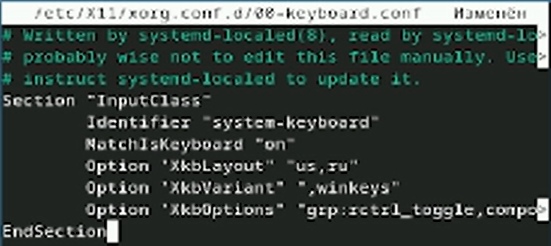 /etc/X11/xorg.conf.d/00-keyboard.conf Изменён
# Written by systemd-localed(8), read by systemd-lo>
# probably wise not to edit this file manually. Use>
# instruct systemd-localed to update it.
Section "InputClass"
Identifier "system-keyboard"
MatchIsKeyboard "on"
Option "XkbLayout" "us,ru"
Option "XkbVariant" ",winkeys"
Option "XkbOptions" "grp:rctrl_toggle,compo>
EndSection